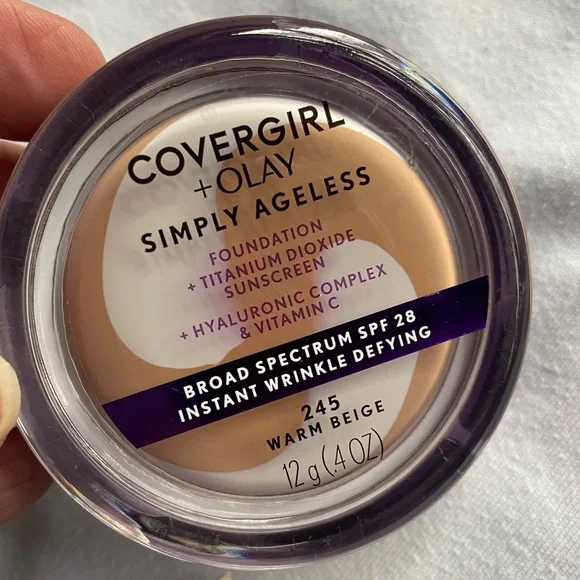 COVERGIRL
+ OLAY
SIMPLY AGELESS
FOUNDATION
+ TITANIUM DIOXIDE
SUNSCREEN
+ HYALURONIC COMPLEX
& VITAMIN C
BROAD SPECTRUM SPF 28
INSTANT WRINKLE DEFYING
245
WARM BEIGE
12 g (.4 OZ)